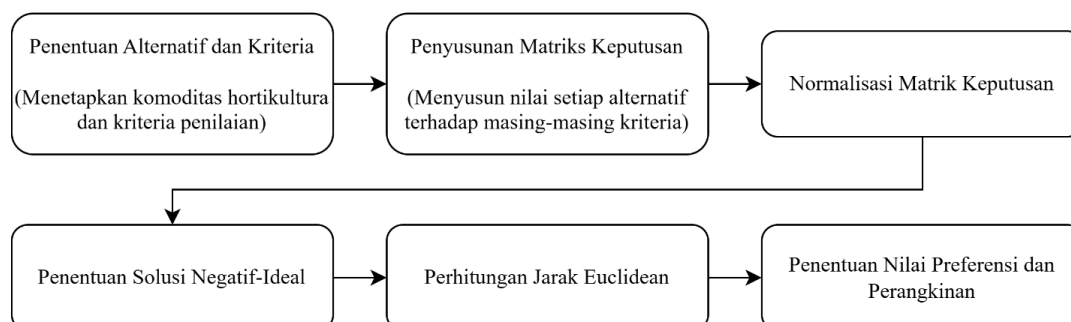 Penentuan Alternatif dan Kriteria
(Menetapkan komoditas hortikultura
dan kriteria penilaian)
Penyusunan Matriks Keputusan
(Menyusun nilai setiap alternatif
terhadap masing-masing kriteria)
Normalisasi Matrik Keputusan
Penentuan Solusi Negatif-Ideal
Perhitungan Jarak Euclidean
Penentuan Nilai Preferensi dan
Perangkinan